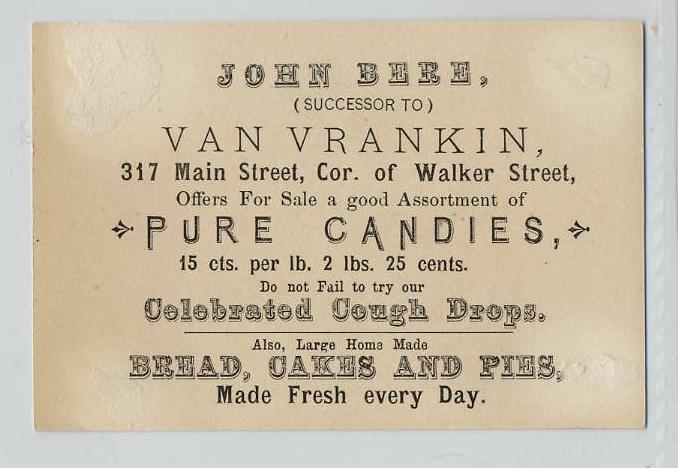 JOHN BERE,
(SUCCESSOR TO)
VAN VRANKIN,
317 Main Street, Cor. of Walker Street,
Offers For Sale a good Assortment of
PURE CANDIES,
15 cts. per lb. 2 lbs. 25 cents.
Do not Fail to try our
Celebrated Cough Drops.
Also, Large Home Made
BREAD, CAKES AND PIES,
Made Fresh every Day.